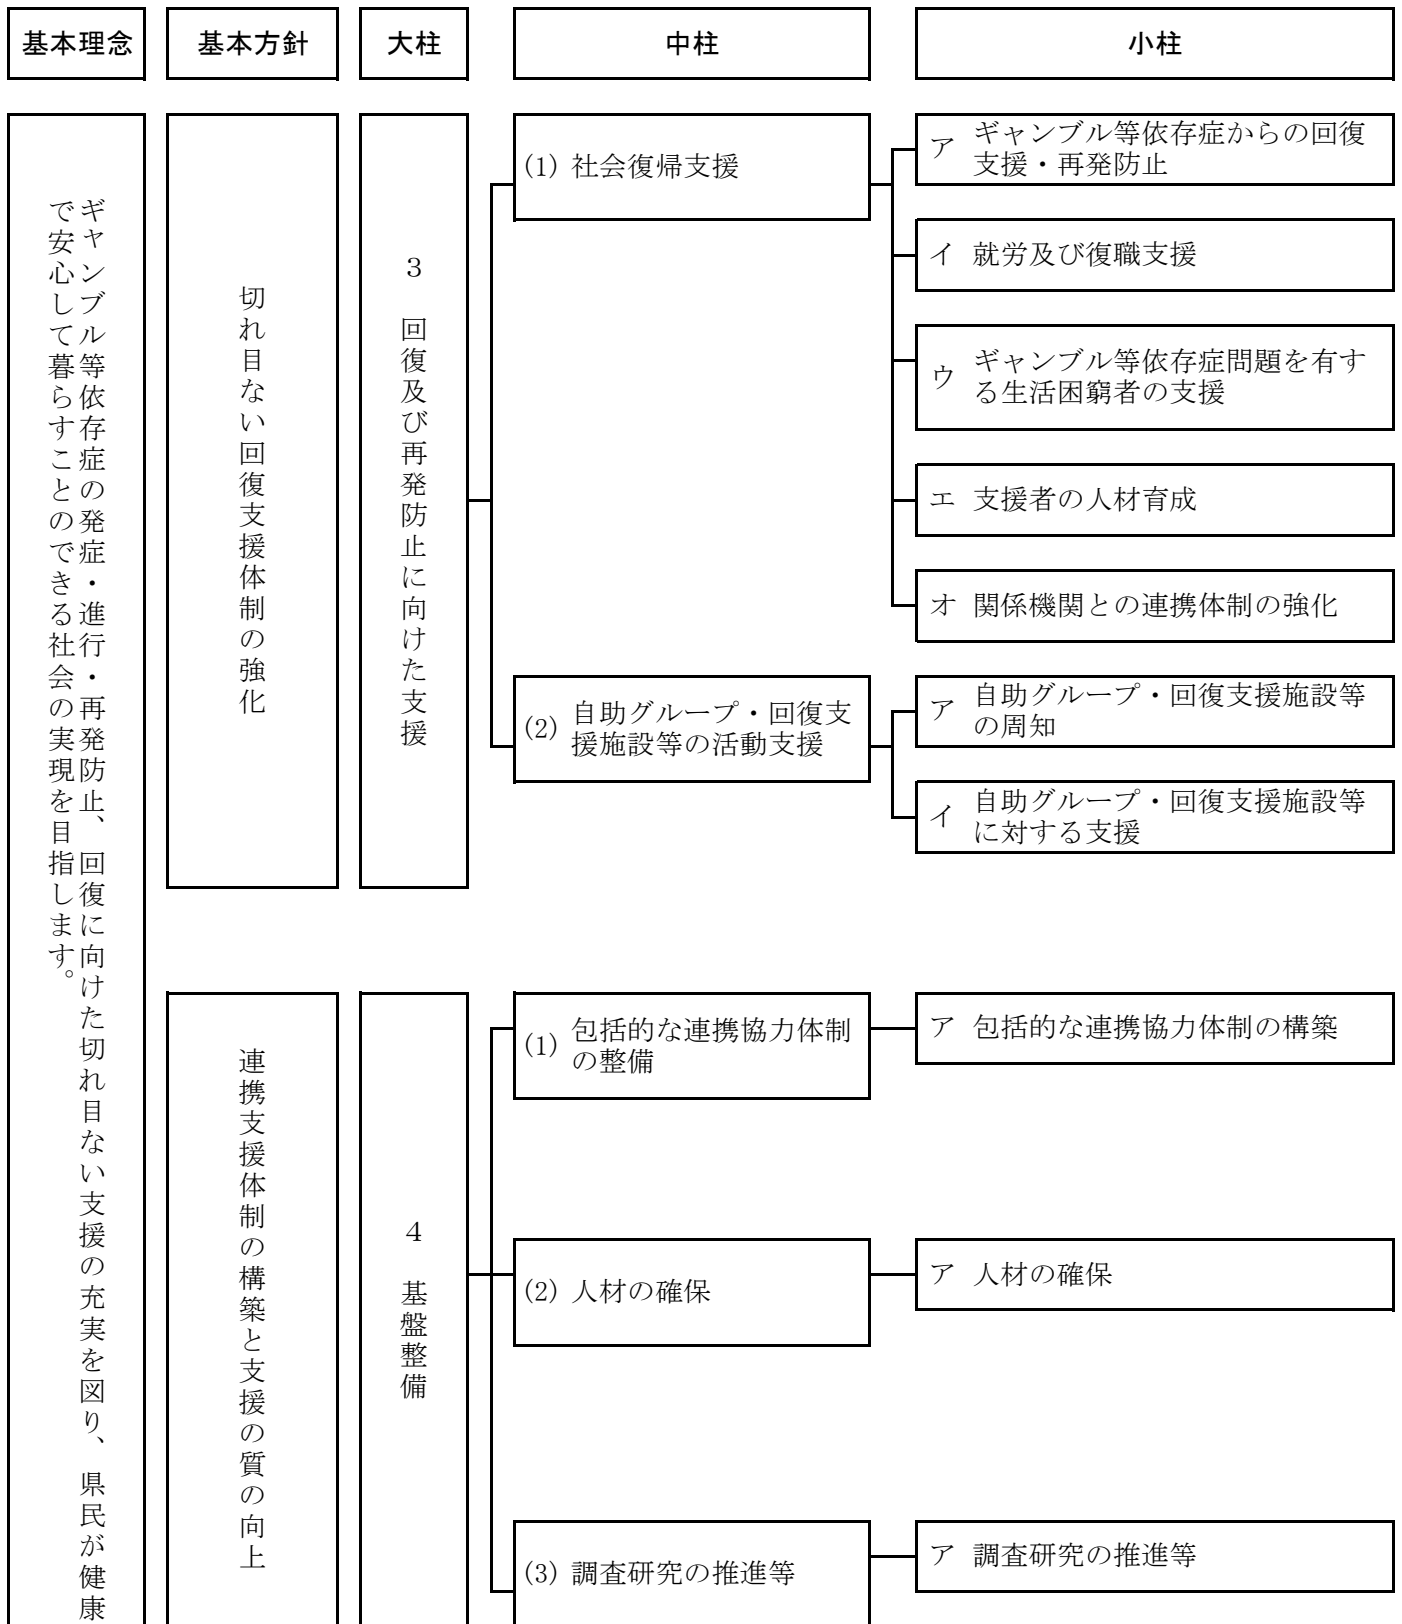 基本理念
基本方針
大柱
中柱
小柱
ギャンブル等依存症の発症・進行・再発防止、回復に向けた切れ目ない支援の充実を図り、県民が健康
で安心して暮らすことのできる社会の実現を目指します。
切れ目ない回復支援体制の強化
3 回復及び再発防止に向けた支援
(1) 社会復帰支援
ア ギャンブル等依存症からの回復
支援・再発防止
イ 就労及び復職支援
ウ ギャンブル等依存症問題を有す
る生活困窮者の支援
エ 支援者の人材育成
オ 関係機関との連携体制の強化
(2) 自助グループ・回復支
援施設等の活動支援
ア 自助グループ・回復支援施設等
の周知
イ 自助グループ・回復支援施設等
に対する支援
連携支援体制の構築と支援の質の向上
4 基盤整備
(1) 包括的な連携協力体制
の整備
ア 包括的な連携協力体制の構築
(2) 人材の確保
ア 人材の確保
(3) 調査研究の推進等
ア 調査研究の推進等